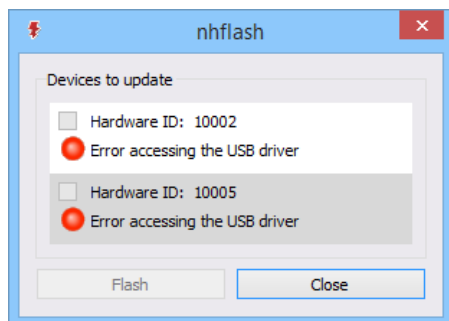 nhflash
Devices to update
Hardware ID: 10002
Error accessing the USB driver
Hardware ID: 10005
Error accessing the USB driver
Flash Close